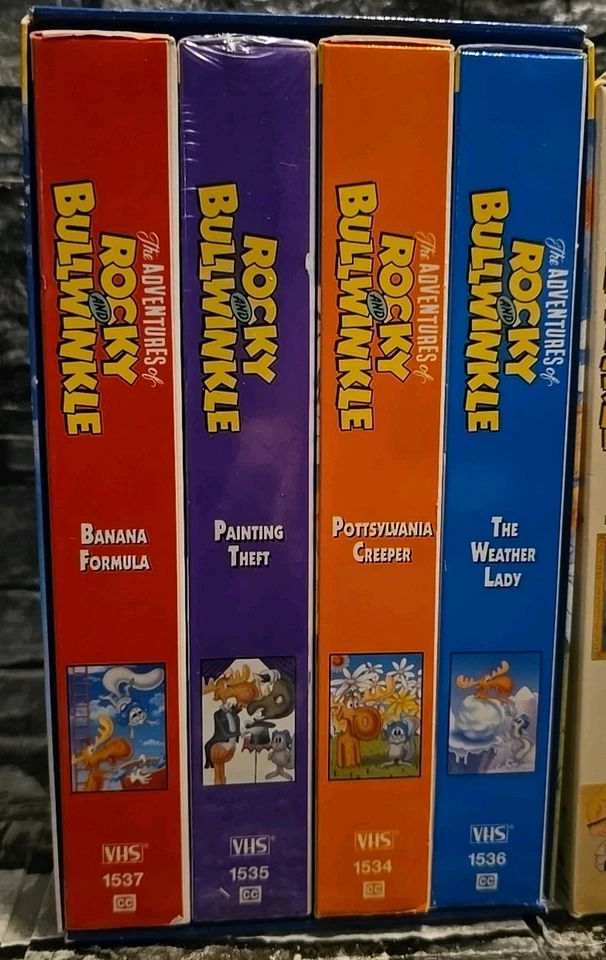 The ADVENTURES of
ROCKY
AND
BULLWINKLE
BANANA
FORMULA
VHS
1537
CC
ROCKY
AND
BULLWINKLE
PAINTING
THEFT
VHS
1535
CC
The ADVENTURES of
ROCKY
AND
BULLWINKLE
POTTSYLVANIA
CREEPER
VHS
1534
CC
The ADVENTURES of
ROCKY
AND
BULLWINKLE
THE
WEATHER
LADY
VHS®
1536
CC